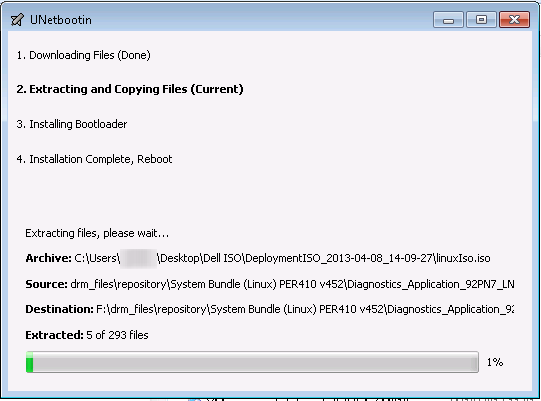 UNetbootin
1. Downloading Files (Done)
2. Extracting and Copying Files (Current)
3. Installing Bootloader
4. Installation Complete, Reboot
Extracting files, please wait...
Archive: C:\Users\ \Desktop\Dell ISO\DeploymentISO_2013-04-08_14-09-27\linuxIso.iso
Source: drm_files\repository\System Bundle (Linux) PER410 v452\Diagnostics_Application_92PN7_LN
Destination: F:\drm_files\repository\System Bundle (Linux) PER410 v452\Diagnostics_Application_92
Extracted: 5 of 293 files
1%